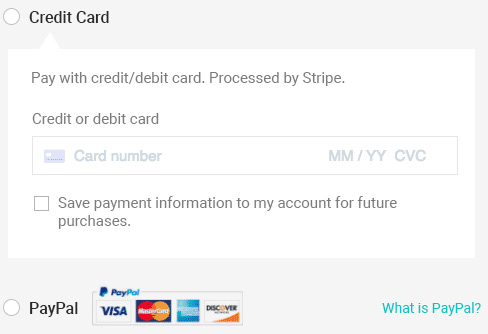 Credit Card
Pay with credit/debit card. Processed by Stripe.
Credit or debit card
Card number MM / YY CVC
Save payment information to my account for future
purchases.
PayPal
PayPal VISA MasterCard DISCOVER What is PayPal?